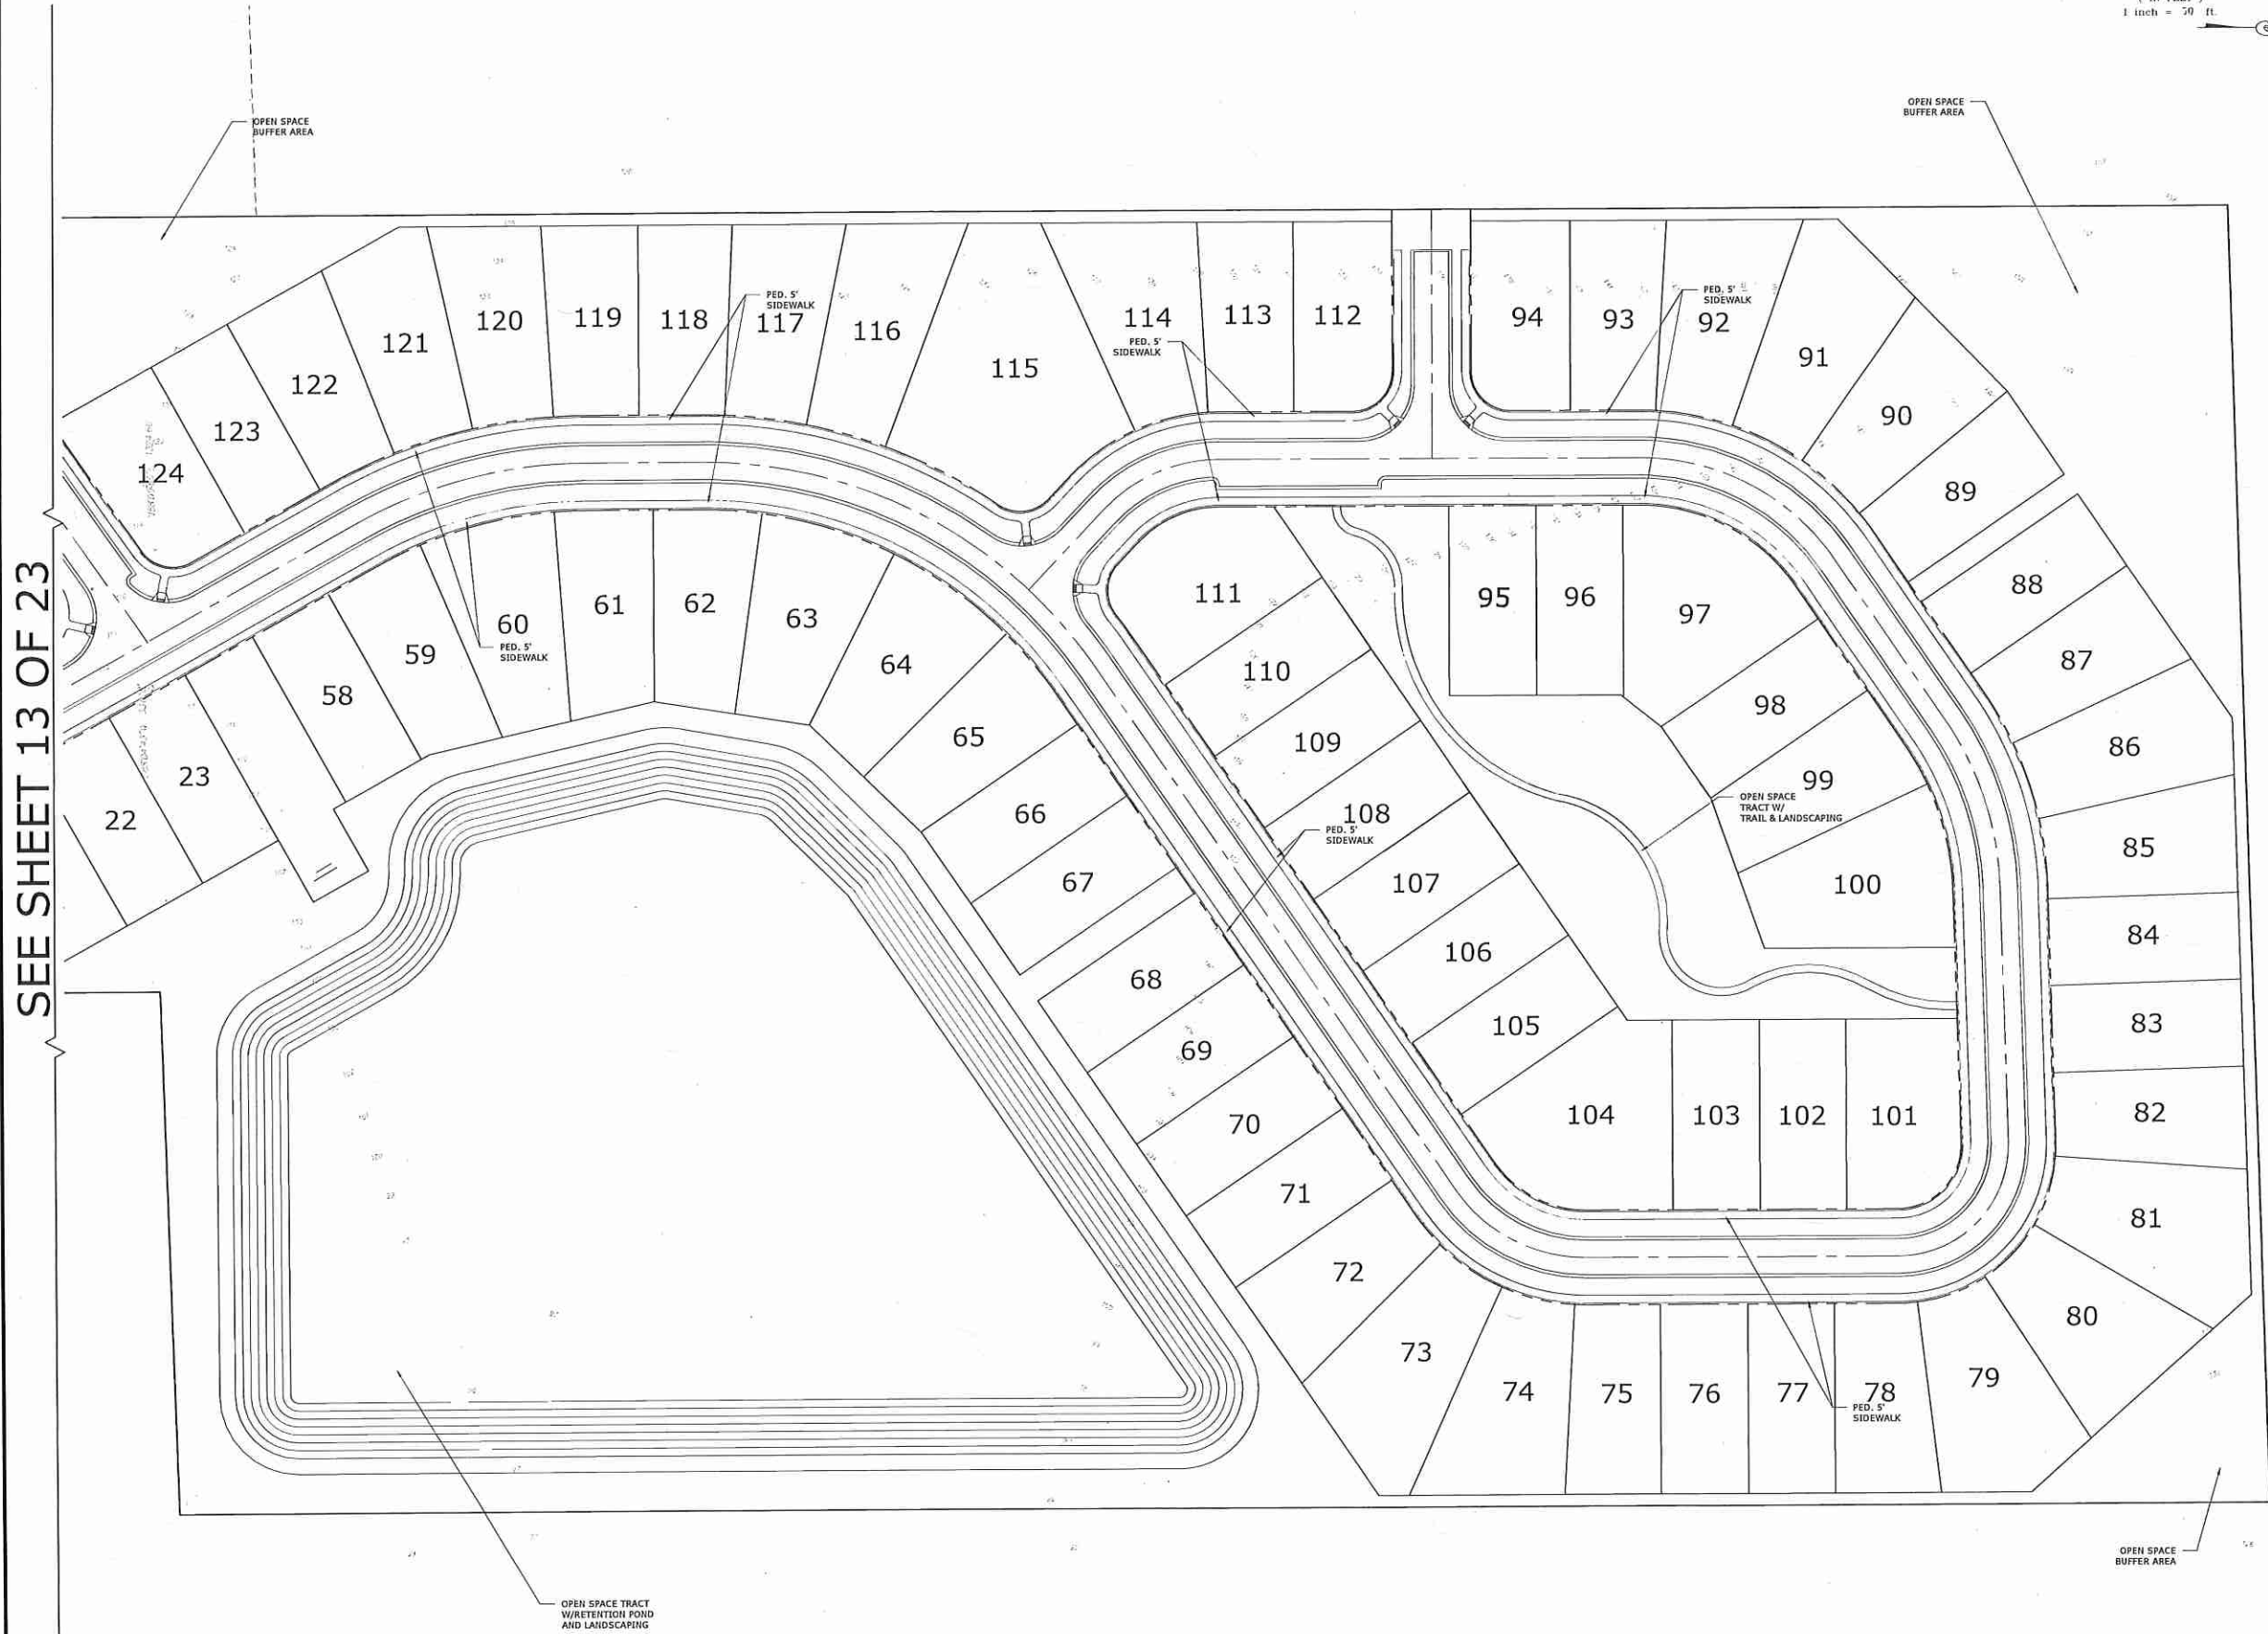 1 inch = 50 ft.
OPEN SPACE
BUFFER AREA
OPEN SPACE
BUFFER AREA
PED. 5'
SIDEWALK
PED. 5'
SIDEWALK
PED. 5'
SIDEWALK
124
123
122
121
120
119
118
117
116
115
114
113
112
94
93
92
91
90
89
88
87
86
85
84
83
82
81
80
79
78
77
76
75
74
73
72
71
70
69
68
67
66
65
64
63
62
61
60
PED. 5'
SIDEWALK
59
58
23
22
111
110
109
108
PED. 5'
SIDEWALK
107
106
105
104
103
102
101
100
99
98
97
96
95
OPEN SPACE
TRACT W/
TRAIL & LANDSCAPING
PED. 5'
SIDEWALK
SEE SHEET 13 OF 23
OPEN SPACE TRACT
W/RETENTION POND
AND LANDSCAPING
OPEN SPACE
BUFFER AREA